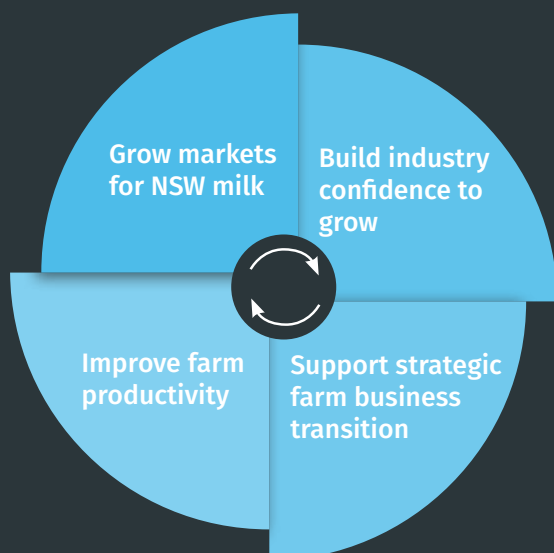 Grow markets
for NSW milk
Build industry
confidence to
grow
Improve farm
productivity
Support strategic
farm business
transition